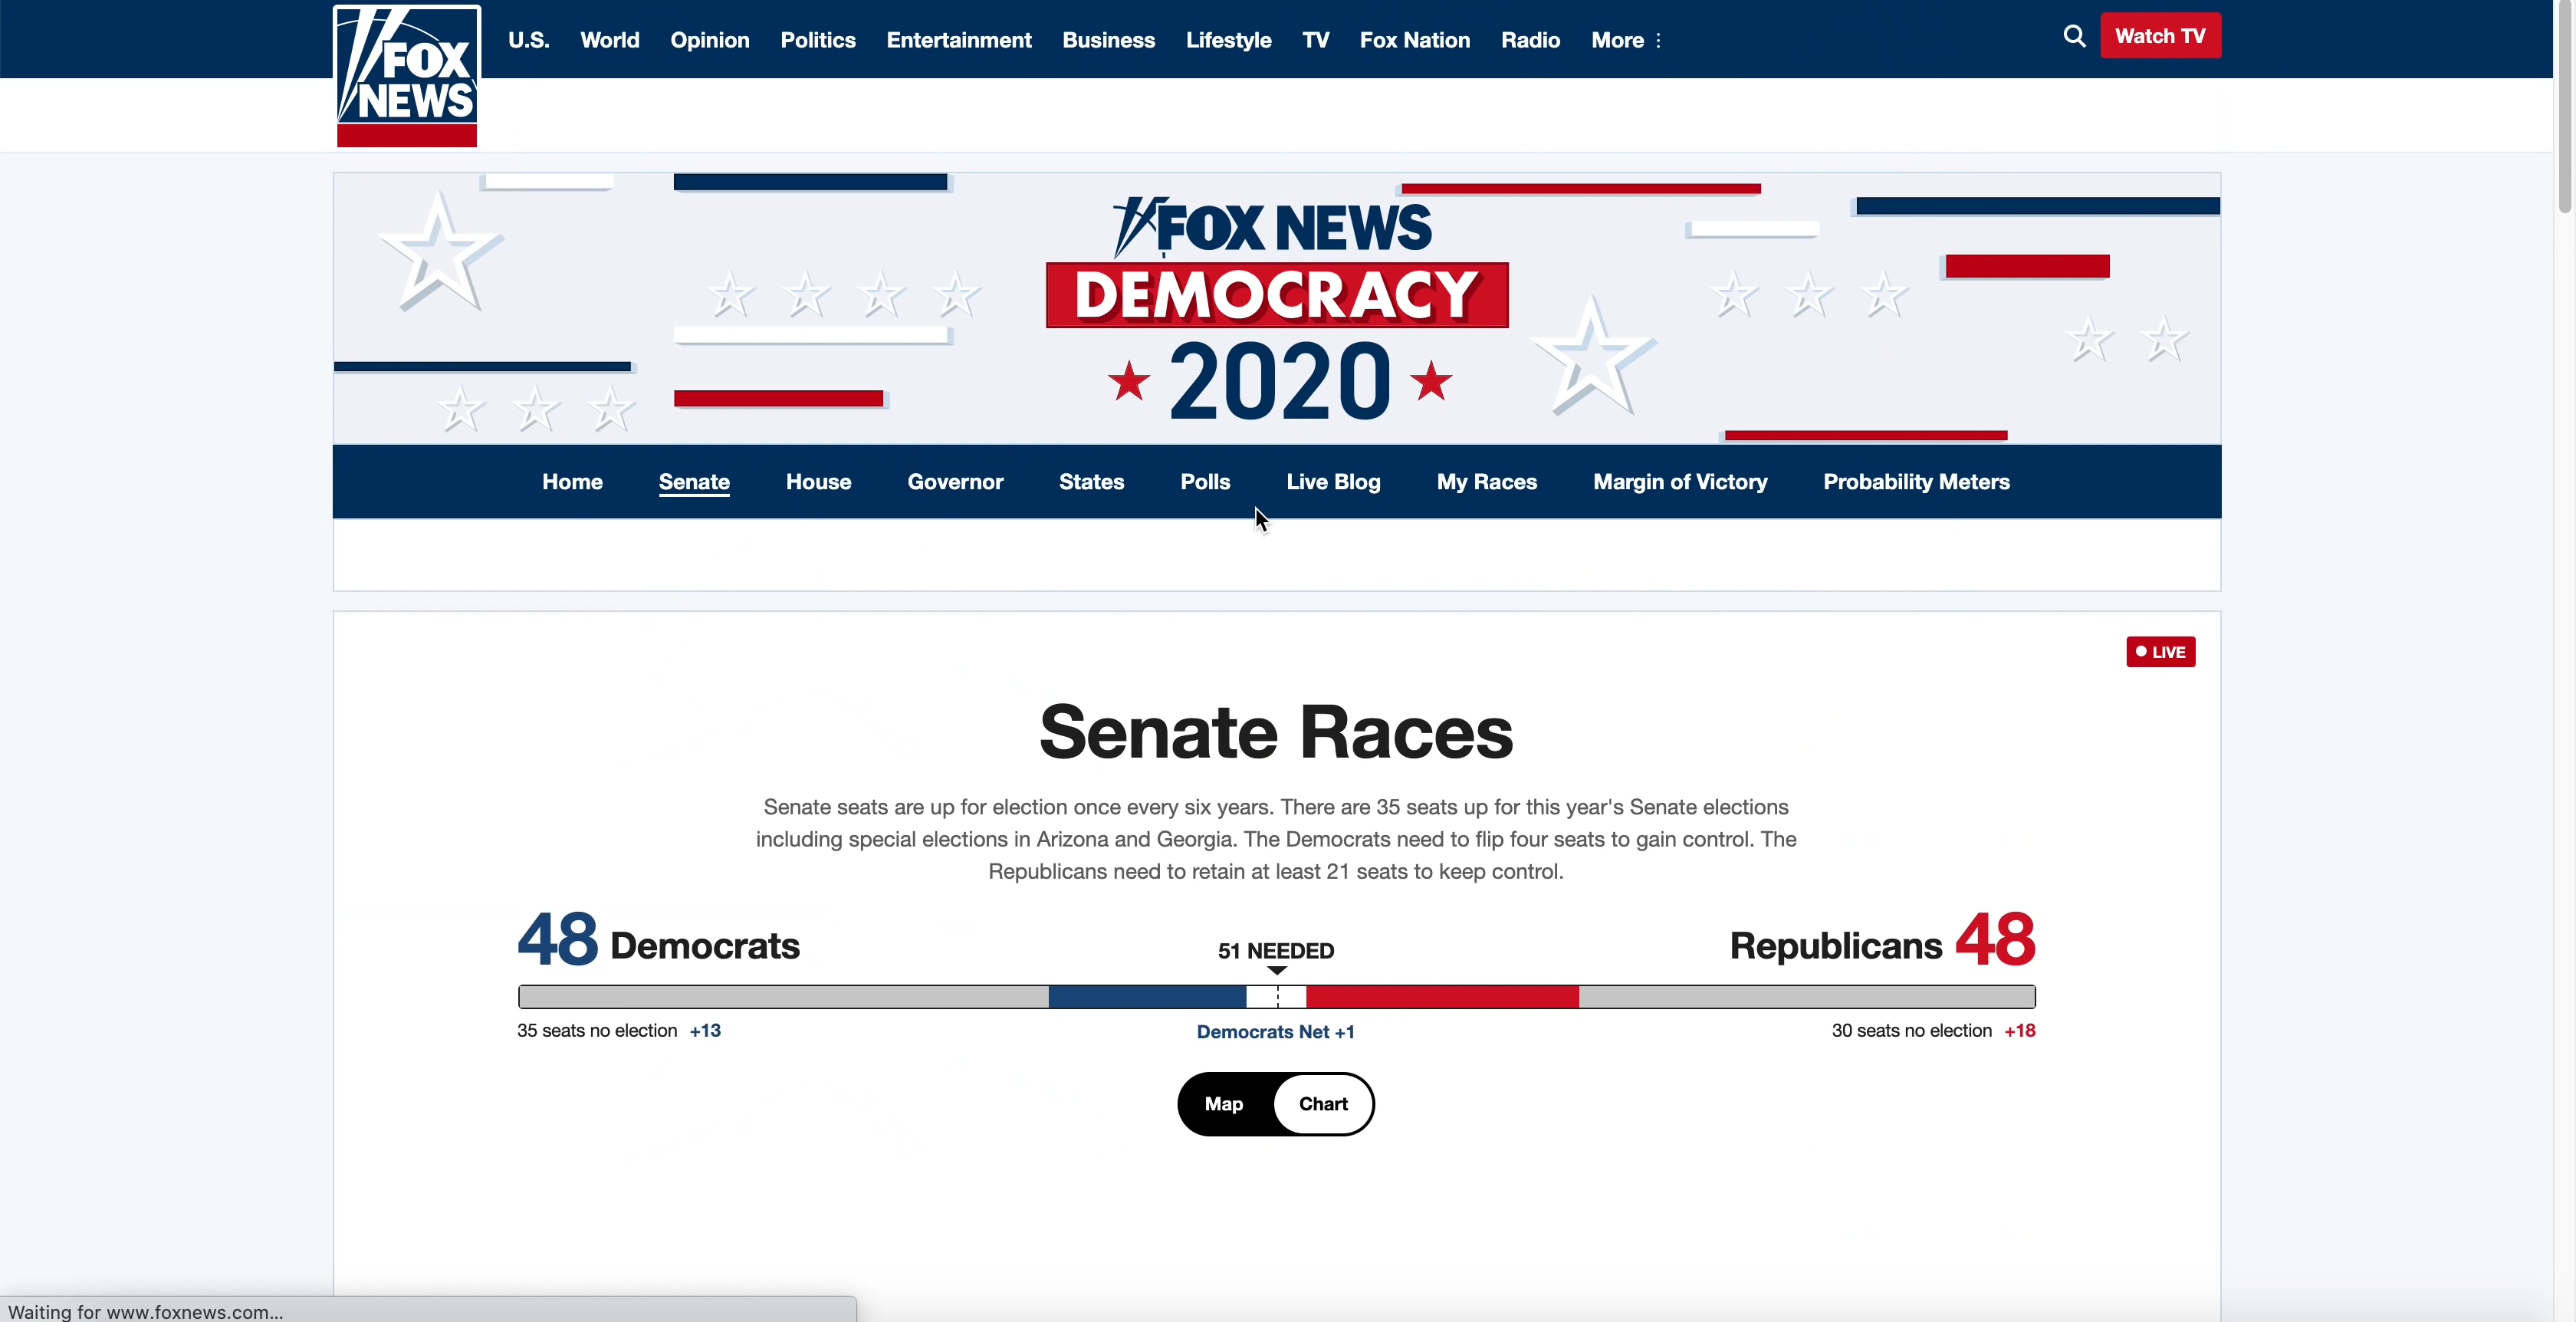 FOX
NEWS
U.S. World Opinion Politics Entertainment Business Lifestyle TV Fox Nation Radio More
Watch TV
FOX NEWS
DEMOCRACY
2020
Home Senate House Governor States Polls Live Blog My Races Margin of Victory Probability Meters
LIVE
Senate Races
Senate seats are up for election once every six years. There are 35 seats up for this year's Senate elections
including special elections in Arizona and Georgia. The Democrats need to flip four seats to gain control. The
Republicans need to retain at least 21 seats to keep control.
48 Democrats
51 NEEDED
Republicans 48
35 seats no election +13
Democrats Net +1
30 seats no election +18
Map Chart
Waiting for www.foxnews.com...